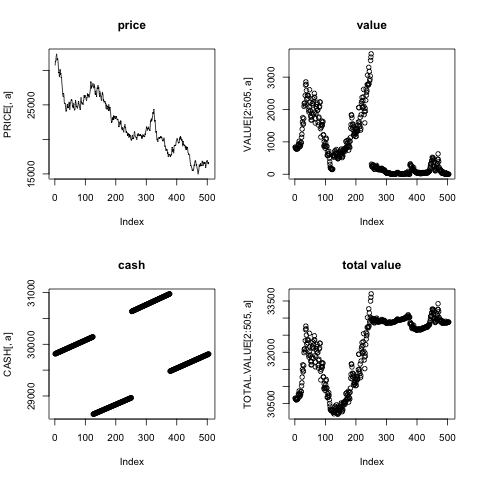 price
PRICE[, a]
15000 25000
0 100 200 300 400 500
Index
value
VALUE[2:505, a]
0 1000 2000 3000
0 100 200 300 400 500
Index
cash
CASH[, a]
29000 30000 31000
0 100 200 300 400 500
Index
total value
TOTAL.VALUE[2:505, a]
30500 32000 33500
0 100 200 300 400 500
Index